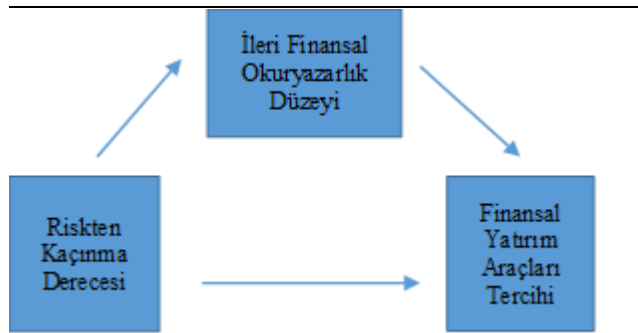 İleri Finansal
Okuryazarlık
Düzeyi
Riskten
Kaçınma
Derecesi
Finansal
Yatırım
Araçları
Tercihi